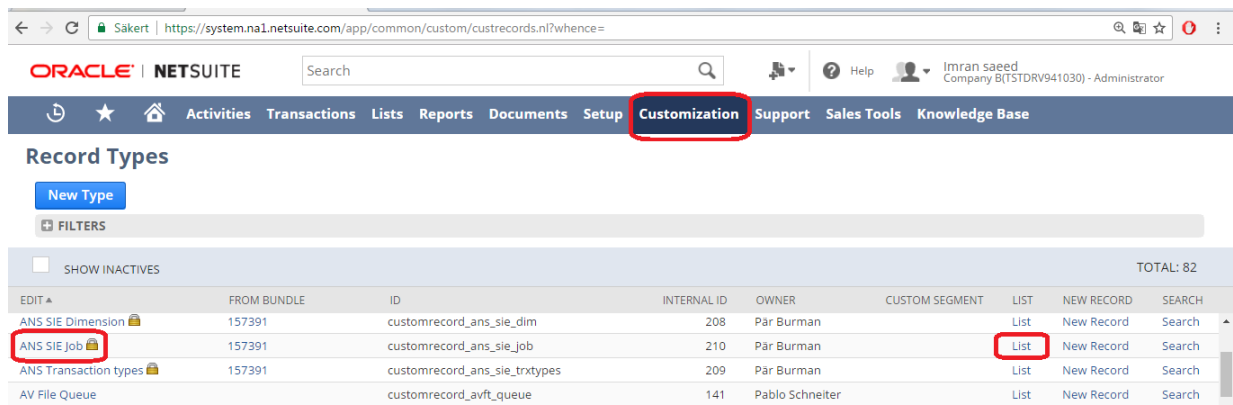 Säkert | https://system.na1.netsuite.com/app/common/custom/custrecords.nl?whence=
ORACLE | NETSUITE Search Help Imran saeed
Company B(TSTDRV941030) - Administrator
Activities Transactions Lists Reports Documents Setup Customization Support Sales Tools Knowledge Base
Record Types
New Type
FILTERS
SHOW INACTIVES TOTAL: 82
EDIT FROM BUNDLE ID INTERNAL ID OWNER CUSTOM SEGMENT LIST NEW RECORD SEARCH
ANS SIE Dimension 157391 customrecord_ans_sie_dim 208 Pär Burman List New Record Search
ANS SIE Job 157391 customrecord_ans_sie_job 210 Pär Burman List New Record Search
ANS Transaction types 157391 customrecord_ans_sie_trxtypes 209 Pär Burman List New Record Search
AV File Queue customrecord_avft_queue 141 Pablo Schneiter List New Record Search